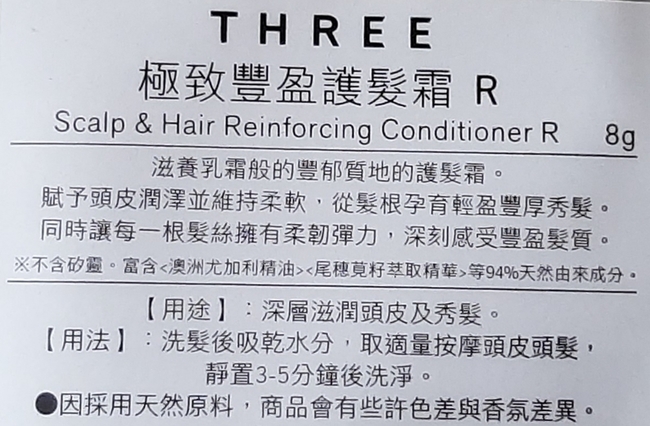 THREE
極致豐盈護髮霜 R
Scalp & Hair Reinforcing Conditioner R 8g
滋養乳霜般的豐郁質地的護髮霜。
賦予頭皮潤澤並維持柔軟，從髮根孕育輕盈豐厚秀髮。
同時讓每一根髮絲擁有柔韌彈力，深刻感受豐盈髮質。
※不含矽靈。富含<澳洲尤加利精油><尾穗莧籽萃取精華>等94%天然由來成分。
【用途】：深層滋潤頭皮及秀髮。
【用法】：洗髮後吸乾水分，取適量按摩頭皮頭髮，
靜置3-5分鐘後洗淨。
●因採用天然原料，商品會有些許色差與香氛差異。